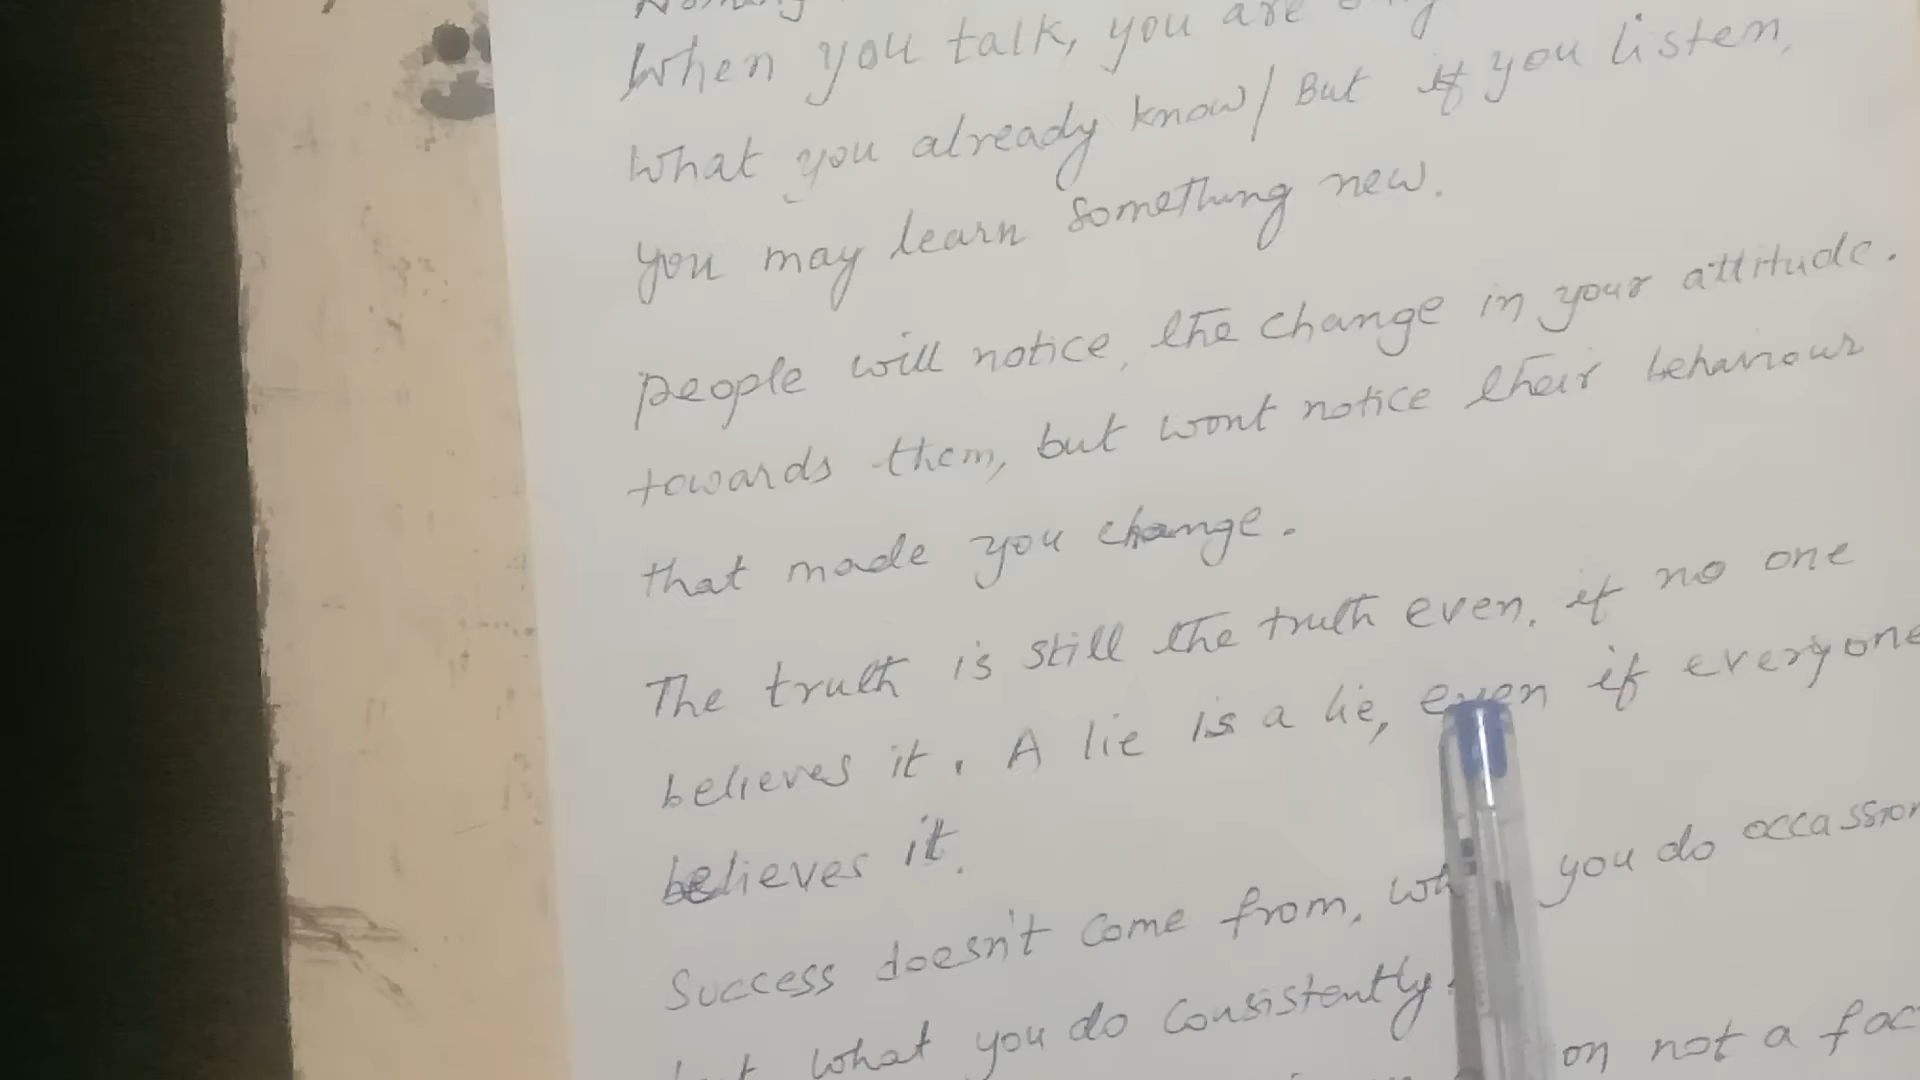 When you talk, you are
What you already know/ But if you listen,
you may learn something new.
people will notice, the change in your attitude.
towards them, but wont notice their behaviour
that made you change.
The truth is still the truth even, if no one
believes it. A lie is a lie, even if everyone
believes it.
Success doesn't come from, you do
what you do consistently.
on not a